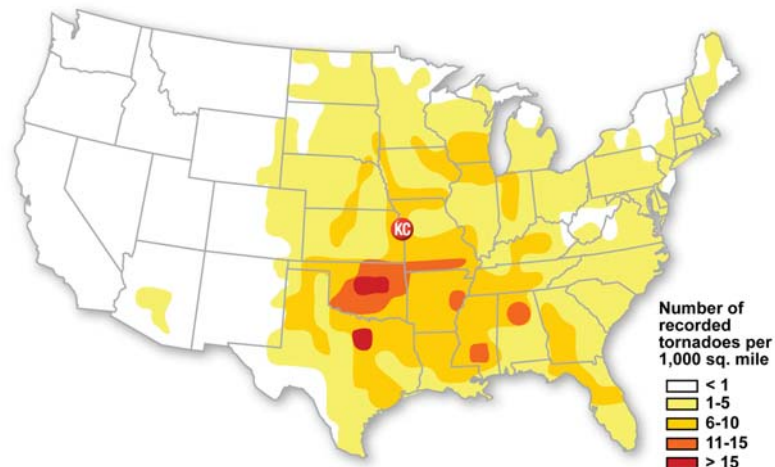 KC
Number of
recorded
tornadoes per
1,000 sq. mile
< 1
1-5
6-10
11-15
> 15